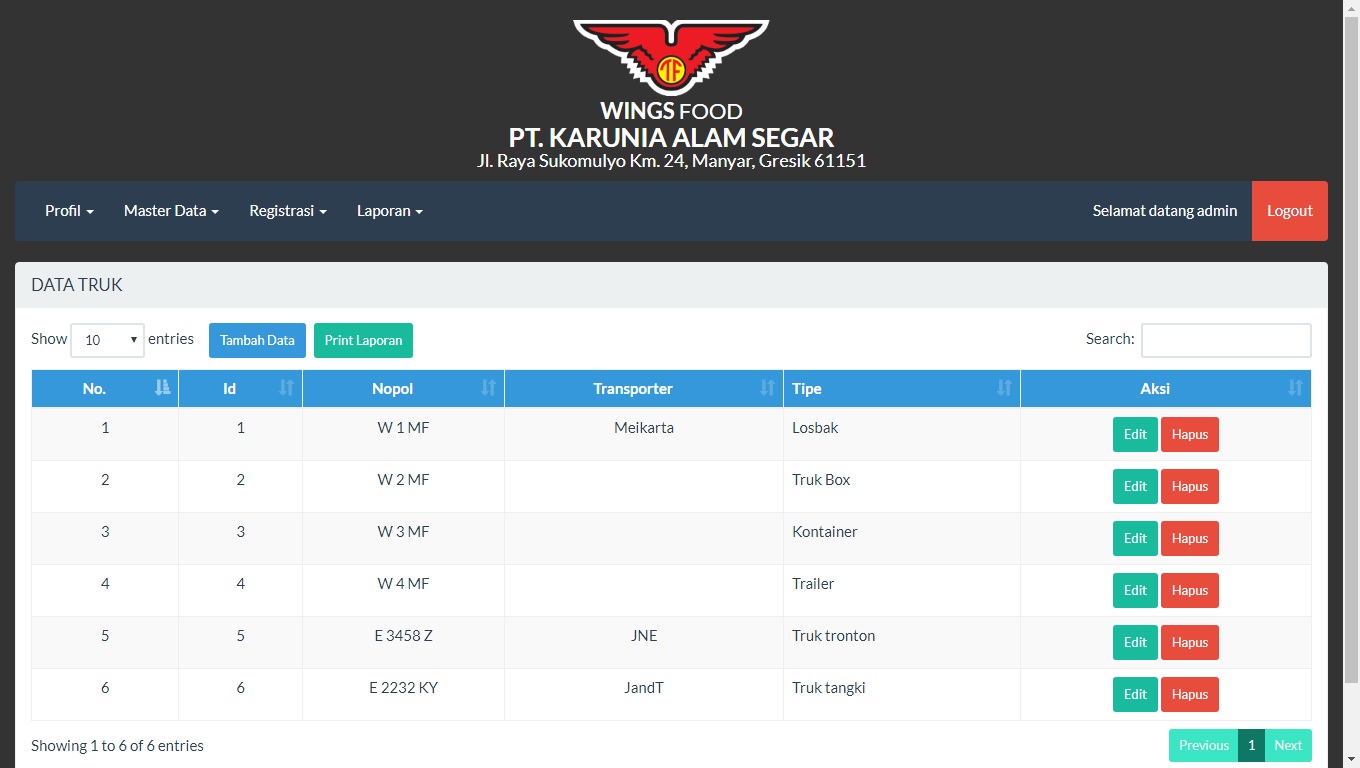 TF
WINGS FOOD
PT. KARUNIA ALAM SEGAR
Jl. Raya Sukomulyo Km. 24, Manyar, Gresik 61151
Profil Master Data Registrasi Laporan Selamat datang admin Logout
DATA TRUK
Show 10 entries Tambah Data Print Laporan Search:
No. Id Nopol Transporter Tipe Aksi
1 1 W 1 MF Meikarta Losbak Edit Hapus
2 2 W 2 MF Truk Box Edit Hapus
3 3 W 3 MF Kontainer Edit Hapus
4 4 W 4 MF Trailer Edit Hapus
5 5 E 3458 Z JNE Truk tronton Edit Hapus
6 6 E 2232 KY JandT Truk tangki Edit Hapus
Showing 1 to 6 of 6 entries Previous 1 Next